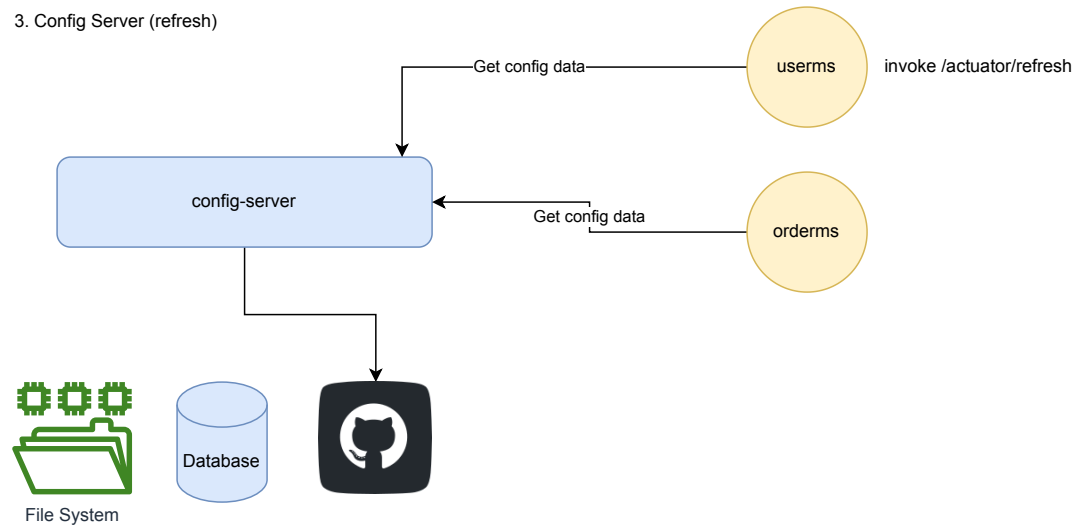 3. Config Server (refresh)
Get config data
userms
invoke /actuator/refresh
config-server
Get config data
orderms
Database
File System